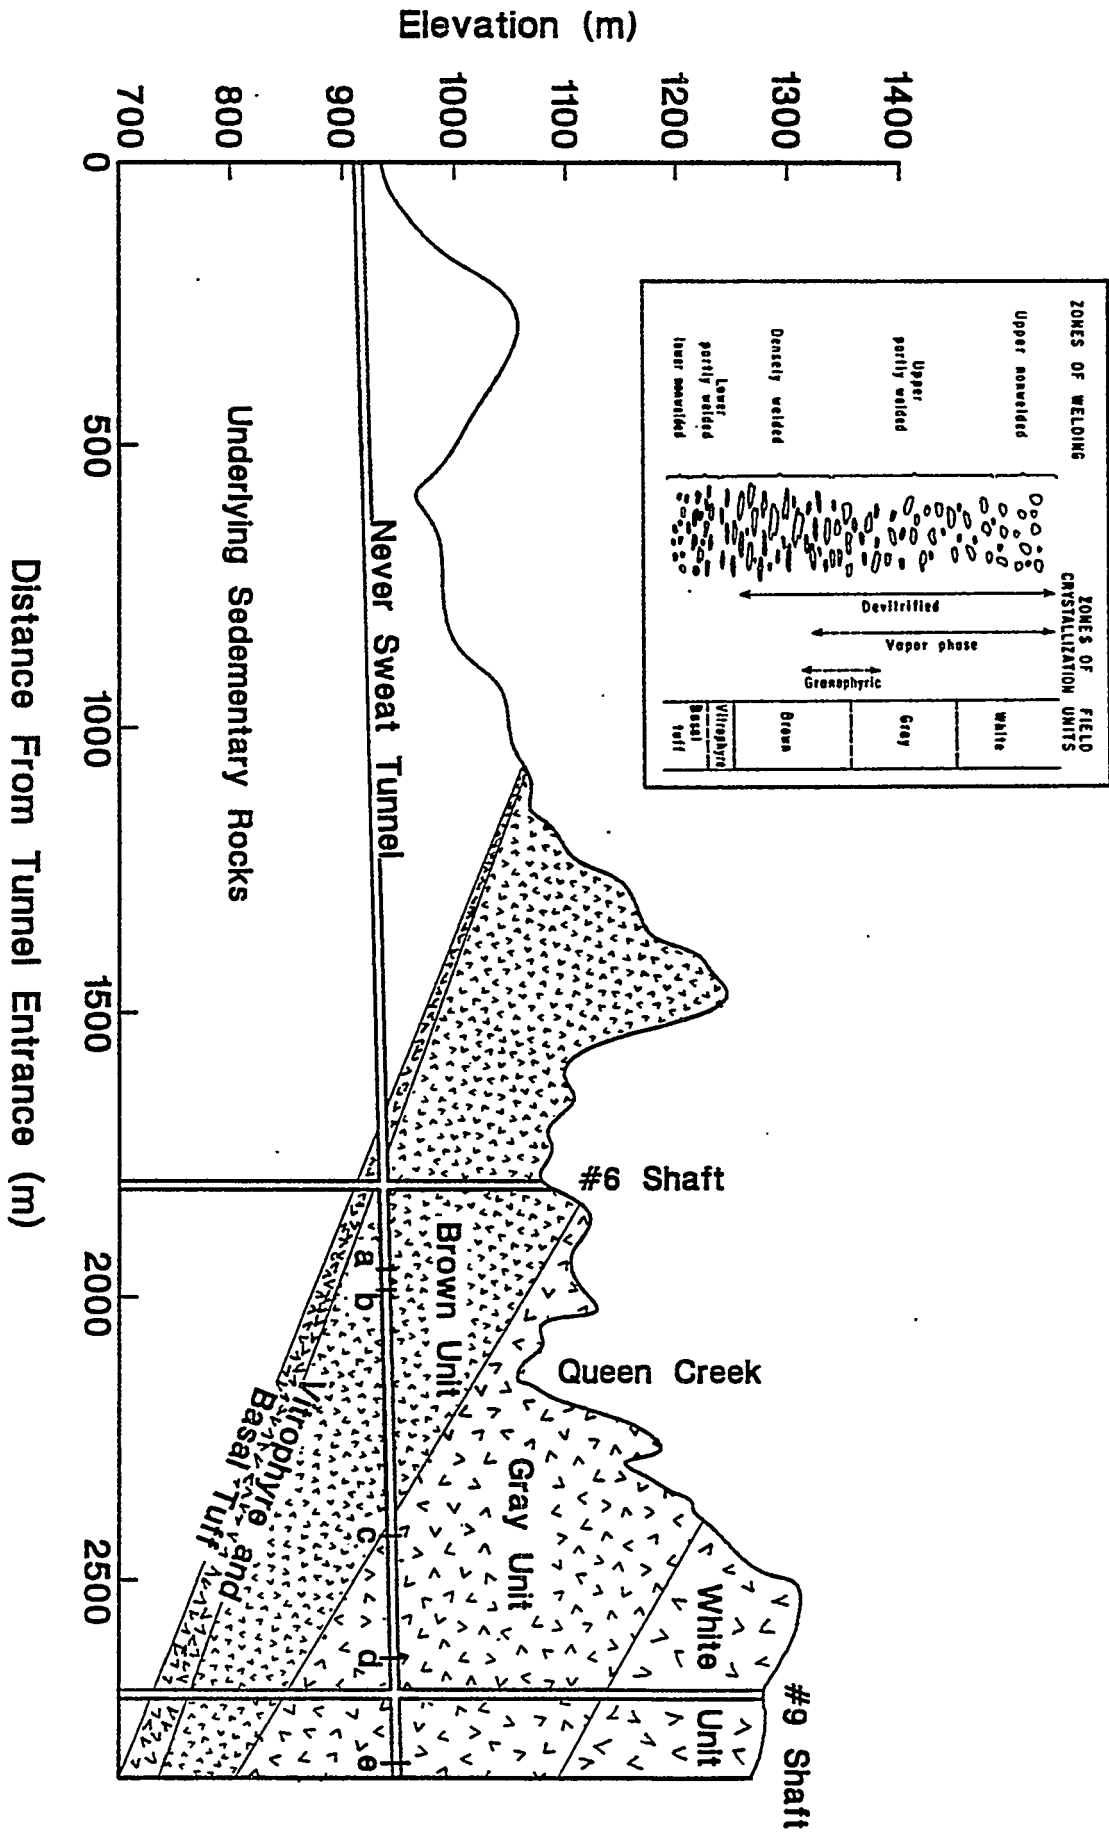 Elevation (m)
1400
1300
1200
1100
1000
900
800
700
0
500
1000
1500
2000
2500
Distance From Tunnel Entrance (m)
ZONES OF WELDING
Upper nonwelded
Upper
partly welded
Densely welded
Lower
partly welded
lower nonwelded
ZONES OF
CRYSTALLIZATION
Devitrified
Vapor phase
Granophyric
FIELD
UNITS
White
Gray
Brown
Vitrophyre
Basal
tuff
#6 Shaft
Queen Creek
#9 Shaft
White
Unit
Gray Unit
Brown Unit
Never Sweat Tunnel
a
b
c
d
e
Vitrophyre and
Basal Tuff
Underlying Sedementary Rocks